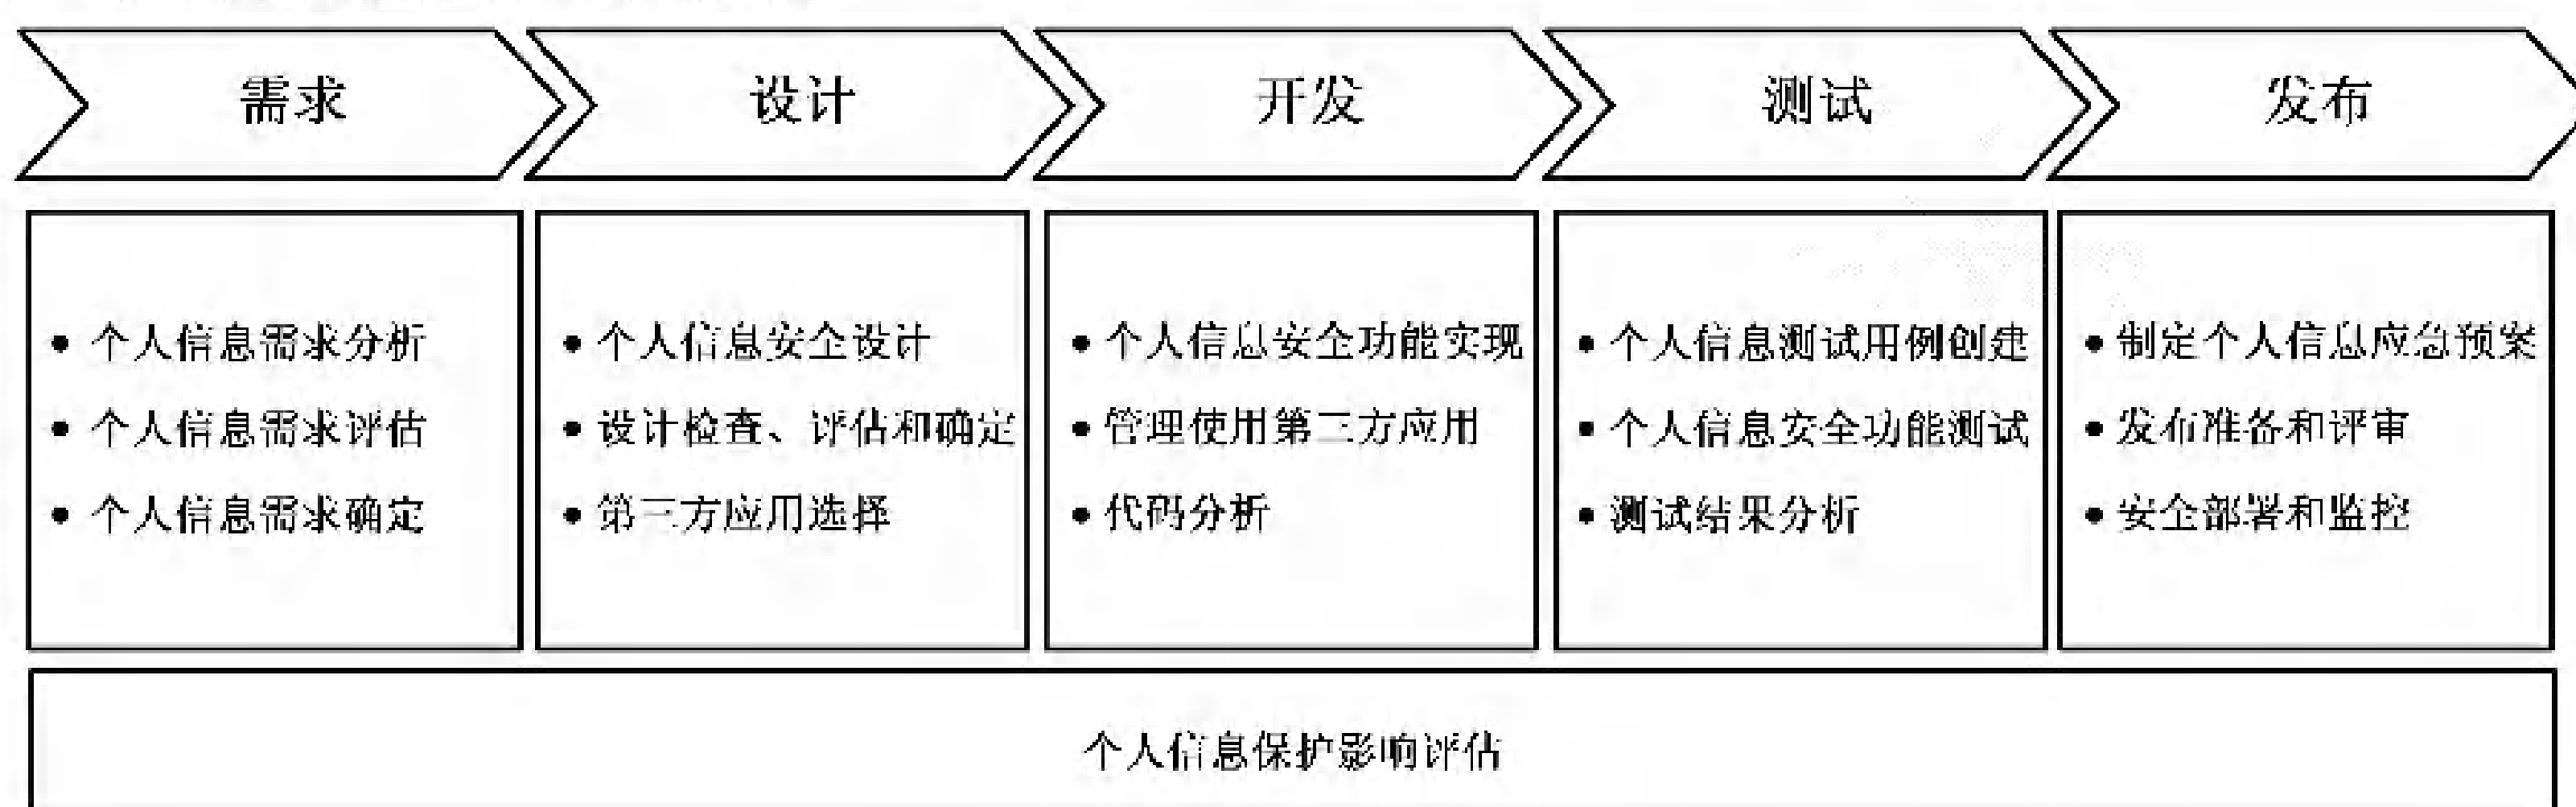 需求
设计
开发
测试
发布
• 个人信息需求分析
• 个人信息需求评估
• 个人信息需求确定
• 个人信息安全设计
• 设计检查、评估和确定
• 第三方应用选择
• 个人信息安全功能实现
• 管理使用第三方应用
• 代码分析
• 个人信息测试用例创建
• 个人信息安全功能测试
• 测试结果分析
• 制定个人信息应急预案
• 发布准备和评审
• 安全部署和监控
个人信息保护影响评估